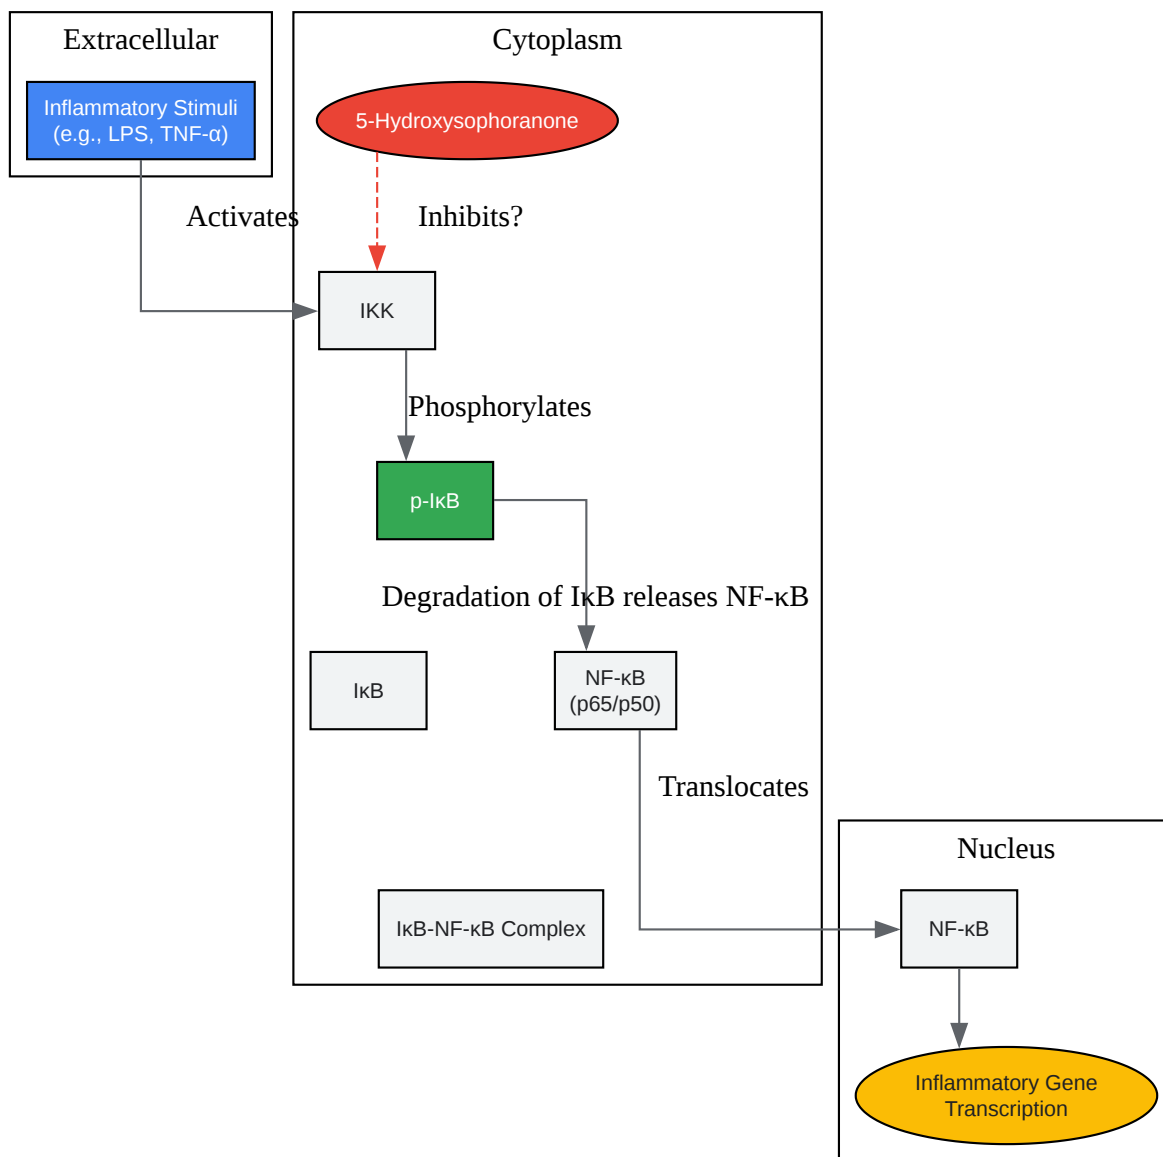 Extracellular
Cytoplasm
Inflammatory Stimuli
(e.g., LPS, TNF-α)
5-Hydroxysophoranone
Activates
Inhibits?
IKK
Phosphorylates
p-IκB
Degradation of IκB releases NF-κB
IκB
NF-κB
(p65/p50)
Translocates
Nucleus
IκB-NF-κB Complex
NF-κB
Inflammatory Gene
Transcription